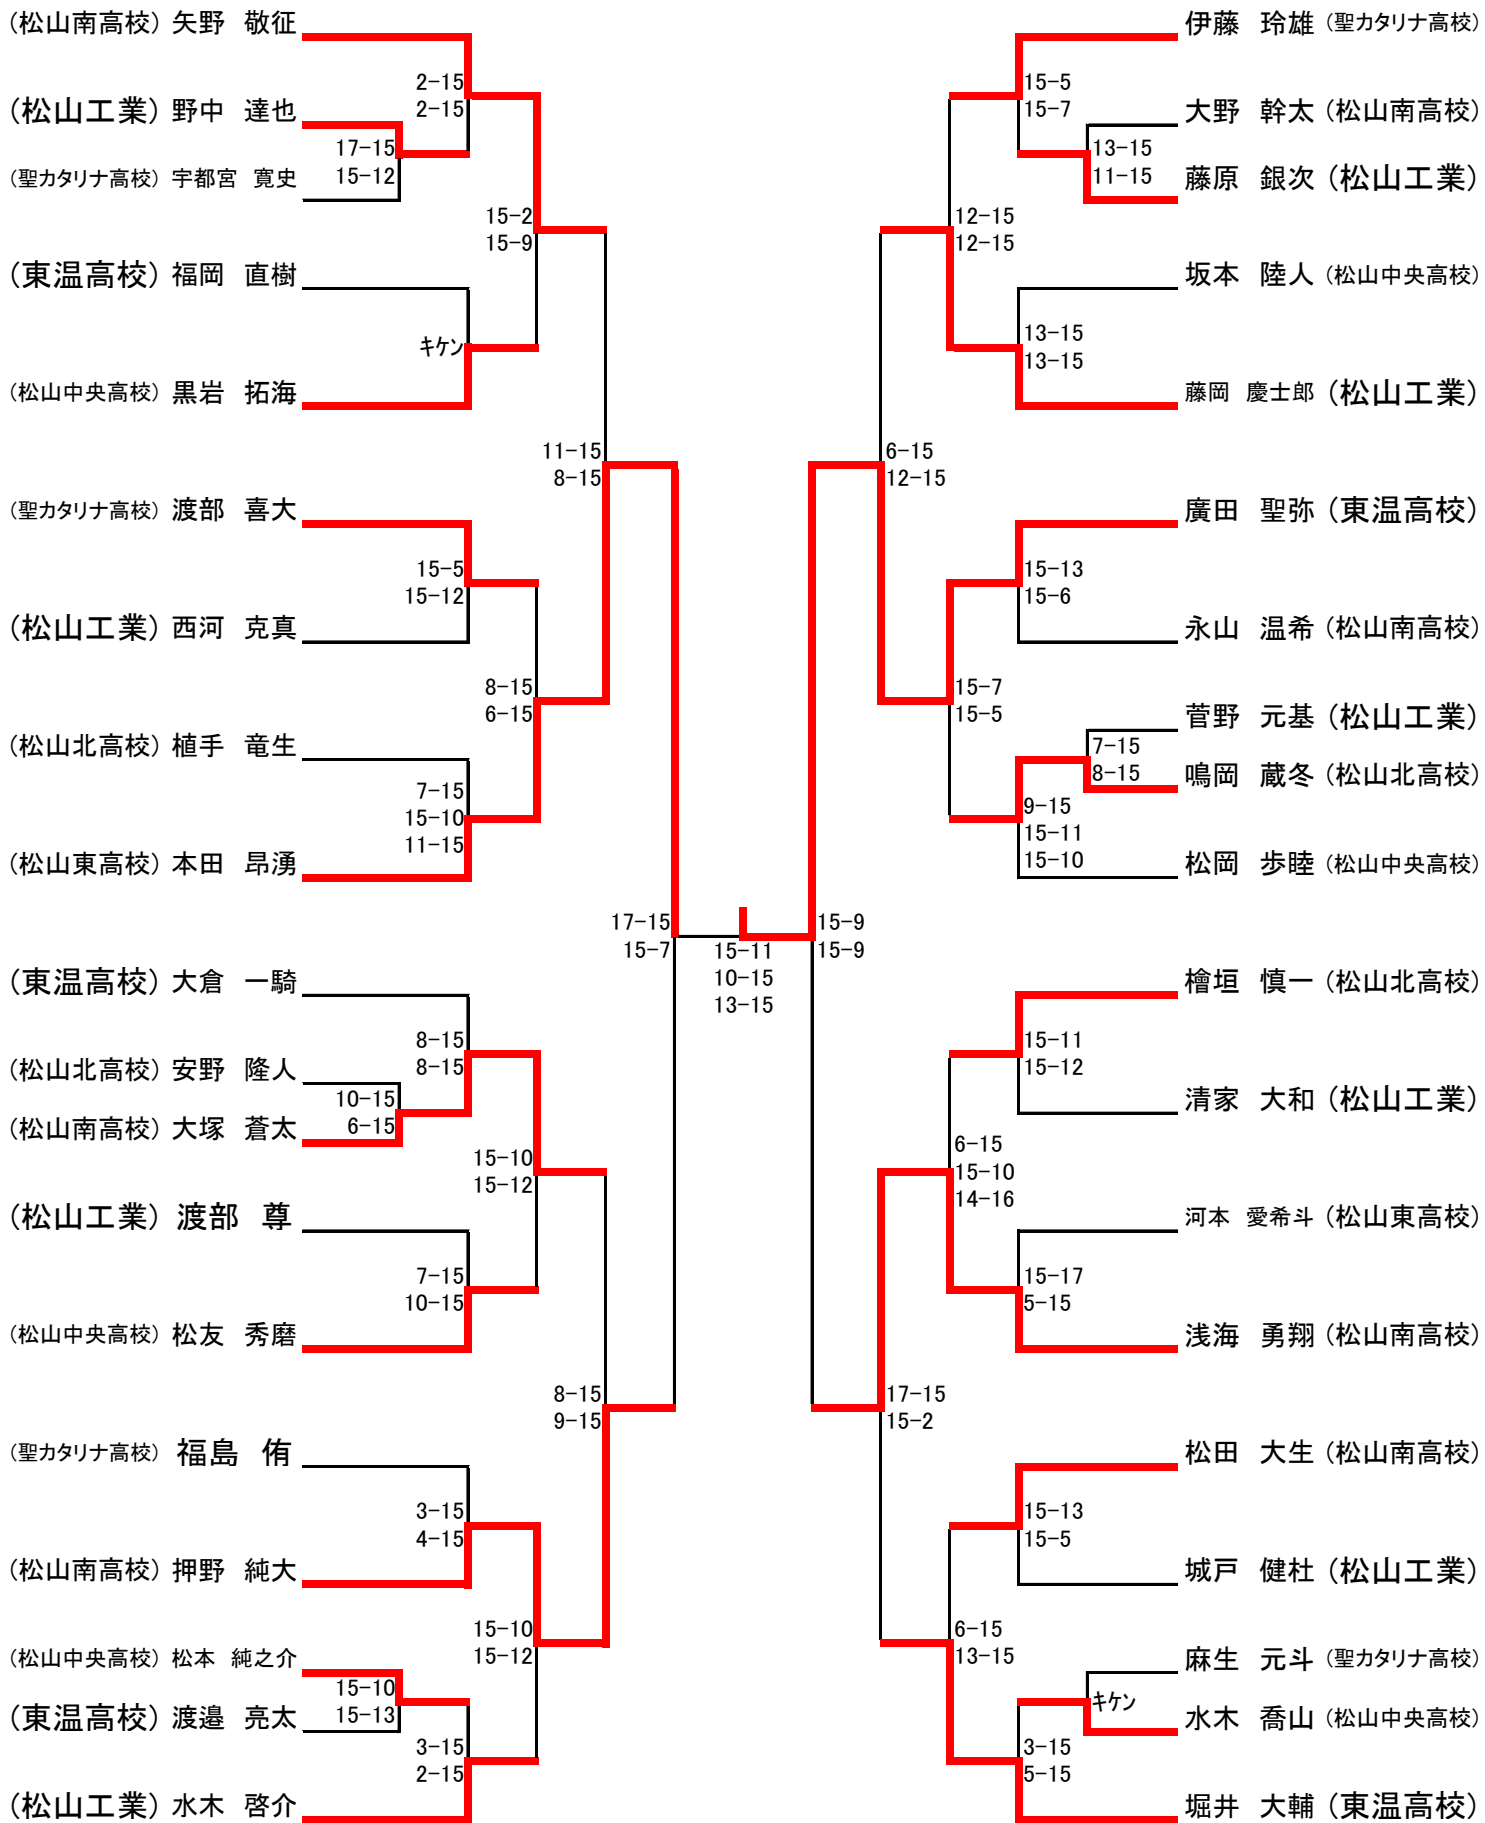 (松山南高校) 矢野　敬征
2-15
2-15
(松山工業) 野中　達也
17-15
15-12
(聖カタリナ高校) 宇都宮　寛史
15-2
15-9
(東温高校) 福岡　直樹
キケン
(松山中央高校) 黒岩　拓海
11-15
8-15
(聖カタリナ高校) 渡部　喜大
15-5
15-12
(松山工業) 西河　克真
8-15
6-15
(松山北高校) 植手　竜生
7-15
15-10
11-15
(松山東高校) 本田　昂湧
17-15
15-7
(東温高校) 大倉　一騎
8-15
8-15
(松山北高校) 安野　隆人
10-15
6-15
(松山南高校) 大塚　蒼太
15-10
15-12
(松山工業) 渡部　尊
7-15
10-15
(松山中央高校) 松友　秀磨
8-15
9-15
(聖カタリナ高校) 福島　侑
3-15
4-15
(松山南高校) 押野　純大
15-10
15-12
(松山中央高校) 松本　純之介
15-10
15-13
(東温高校) 渡邉　亮太
3-15
2-15
(松山工業) 水木　啓介
15-11
10-15
13-15
伊藤　玲雄 (聖カタリナ高校)
15-5
15-7
大野　幹太 (松山南高校)
13-15
11-15
藤原　銀次 (松山工業)
12-15
12-15
坂本　陸人 (松山中央高校)
13-15
13-15
藤岡　慶士郎 (松山工業)
6-15
12-15
廣田　聖弥 (東温高校)
15-13
15-6
永山　温希 (松山南高校)
15-7
15-5
菅野　元基 (松山工業)
7-15
8-15
鳴岡　蔵冬 (松山北高校)
9-15
15-11
15-10
松岡　歩睦 (松山中央高校)
15-9
15-9
檜垣　慎一 (松山北高校)
15-11
15-12
清家　大和 (松山工業)
6-15
15-10
14-16
河本　愛希斗 (松山東高校)
15-17
5-15
浅海　勇翔 (松山南高校)
17-15
15-2
松田　大生 (松山南高校)
15-13
15-5
城戸　健杜 (松山工業)
6-15
13-15
麻生　元斗 (聖カタリナ高校)
キケン
水木　喬山 (松山中央高校)
3-15
5-15
堀井　大輔 (東温高校)